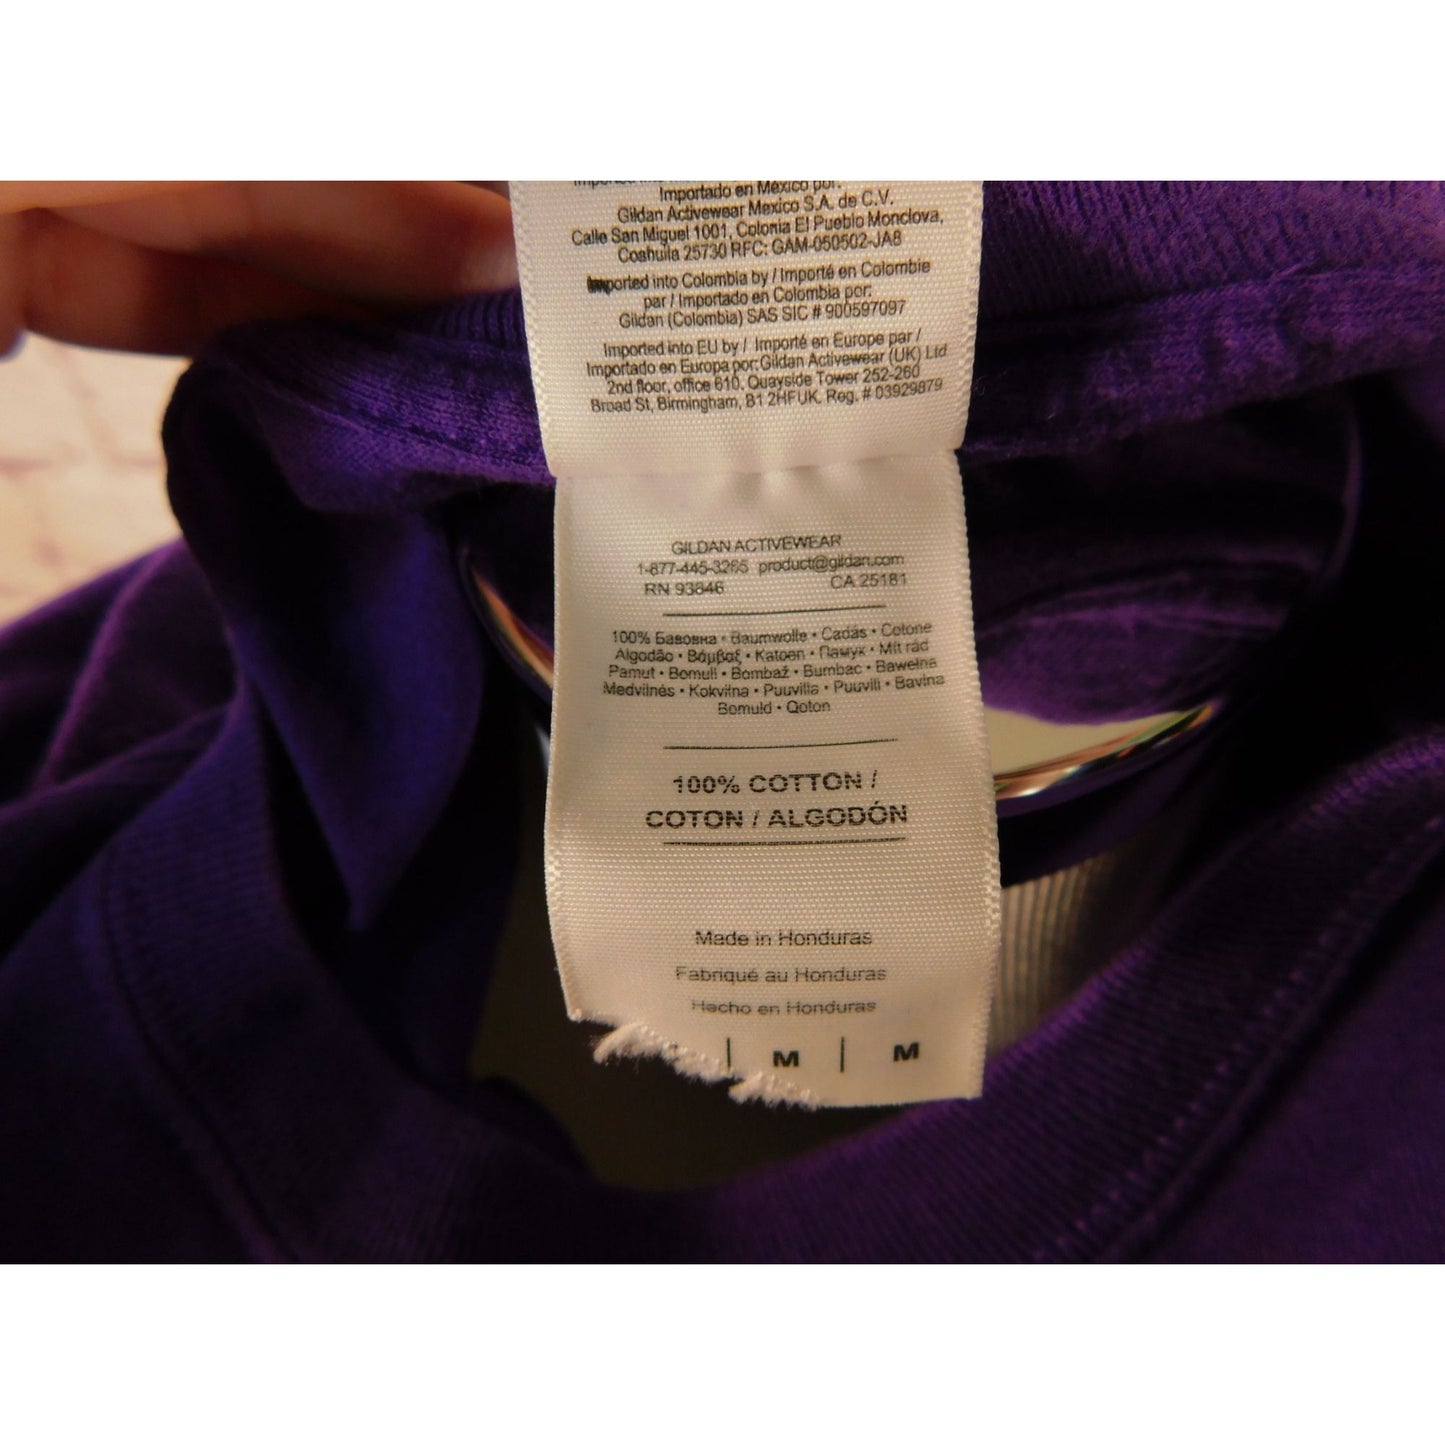 Importado en México por:
Gildan Activewear Mexico S.A. de C.V.
Calle San Miguel 1001, Colonia El Pueblo Monclova,
Coahuila 25730 RFC: GAM-050502-JA8
Imported into Colombia by / Importé en Colombie
par / Importado en Colombia por:
Gildan (Colombia) SAS SIC # 900597097
Imported into EU by / Importé en Europe par /
Importado en Europa por: Gildan Activewear (UK) Ltd
2nd floor, office 610, Quayside Tower 252-260
Broad St, Birmingham, B1 2HFUK. Reg. # 03929879
GILDAN ACTIVEWEAR
1-877-445-3265 product@gildan.com
RN 93846 CA 25181
100% Бавовна • Baumwolle • Cadás • Cotone
Algodão • Βάμβαξ • Katoen • Памук • Mit rád
Pamut • Bomull • Bombaž • Bumbac • Bawełna
Medvilnės • Kokvilna • Puuvilla • Puuvill • Bavlna
Bomuld • Qoton
100% COTTON /
COTON / ALGODÓN
Made in Honduras
Fabriqué au Honduras
Hecho en Honduras
| M | M